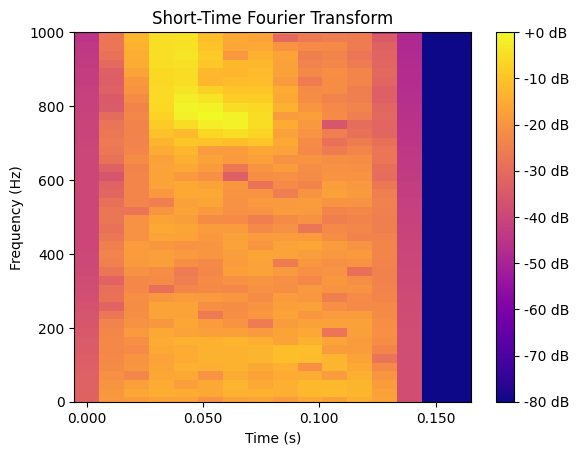 Short-Time Fourier Transform
1000
800
600
400
200
0
Frequency (Hz)
0.000
0.050
0.100
0.150
Time (s)
+0 dB
-10 dB
-20 dB
-30 dB
-40 dB
-50 dB
-60 dB
-70 dB
-80 dB